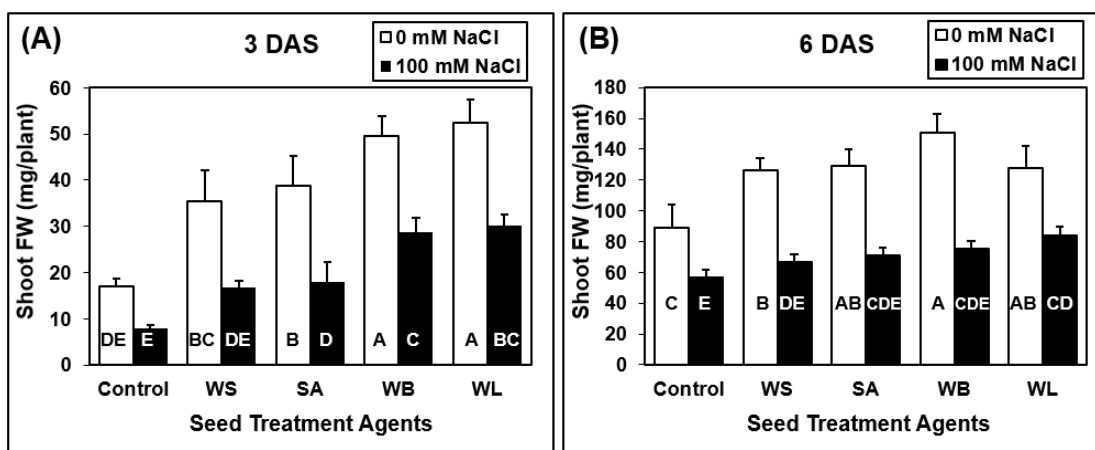 (A)
3 DAS
0 mM NaCl
100 mM NaCl
Shoot FW (mg/plant)
60
50
40
30
20
10
0
DE E BC DE B D A C A BC
Control WS SA WB WL
Seed Treatment Agents
(B)
6 DAS
0 mM NaCl
100 mM NaCl
Shoot FW (mg/plant)
180
160
140
120
100
80
60
40
20
0
C E B DE AB CDE A CDE AB CD
Control WS SA WB WL
Seed Treatment Agents